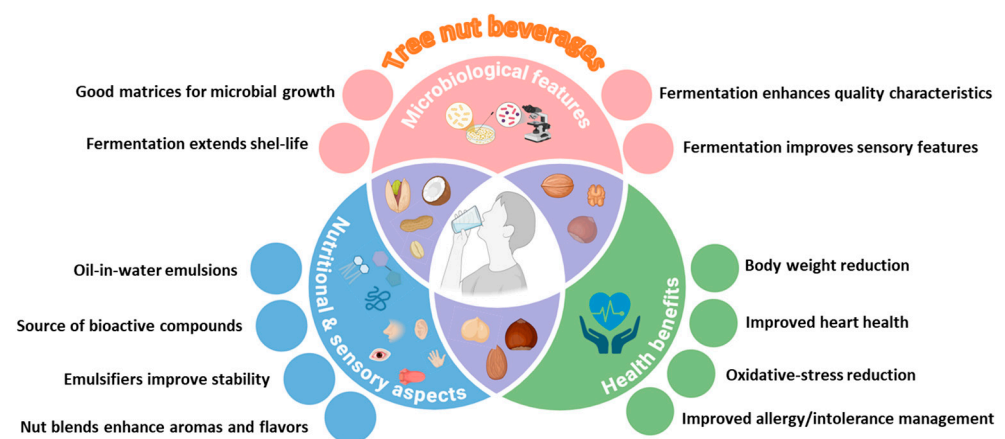 Tree nut beverages
Microbiological features
Good matrices for microbial growth
Fermentation extends shel-life
Fermentation enhances quality characteristics
Fermentation improves sensory features
Nutritional & sensory aspects
Oil-in-water emulsions
Source of bioactive compounds
Emulsifiers improve stability
Nut blends enhance aromas and flavors
Health benefits
Body weight reduction
Improved heart health
Oxidative-stress reduction
Improved allergy/intolerance management